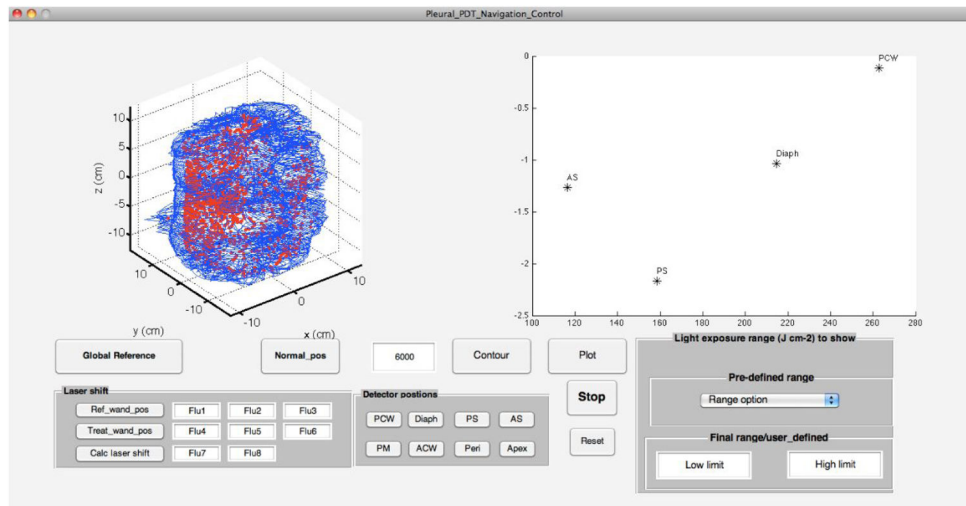 Pleural_PDT_Navigation_Control
10
5
0
-5
-10
z (cm)
10
0
-10
y (cm)
-10
0
10
x (cm)
0
-0.5
-1
-1.5
-2
-2.5
100 120 140 160 180 200 220 240 260 280
PCW
Diaph
AS
PS
Global Reference Normal_pos 6000 Contour Plot
Laser shift
Ref_wand_pos Flu1 Flu2 Flu3
Treat_wand_pos Flu4 Flu5 Flu6
Calc laser shift Flu7 Flu8
Detector postions
PCW Diaph PS AS
PM ACW Peri Apex
Stop
Reset
Light exposure range (J cm-2) to show
Pre-defined range
Range option
Final range/user_defined
Low limit High limit